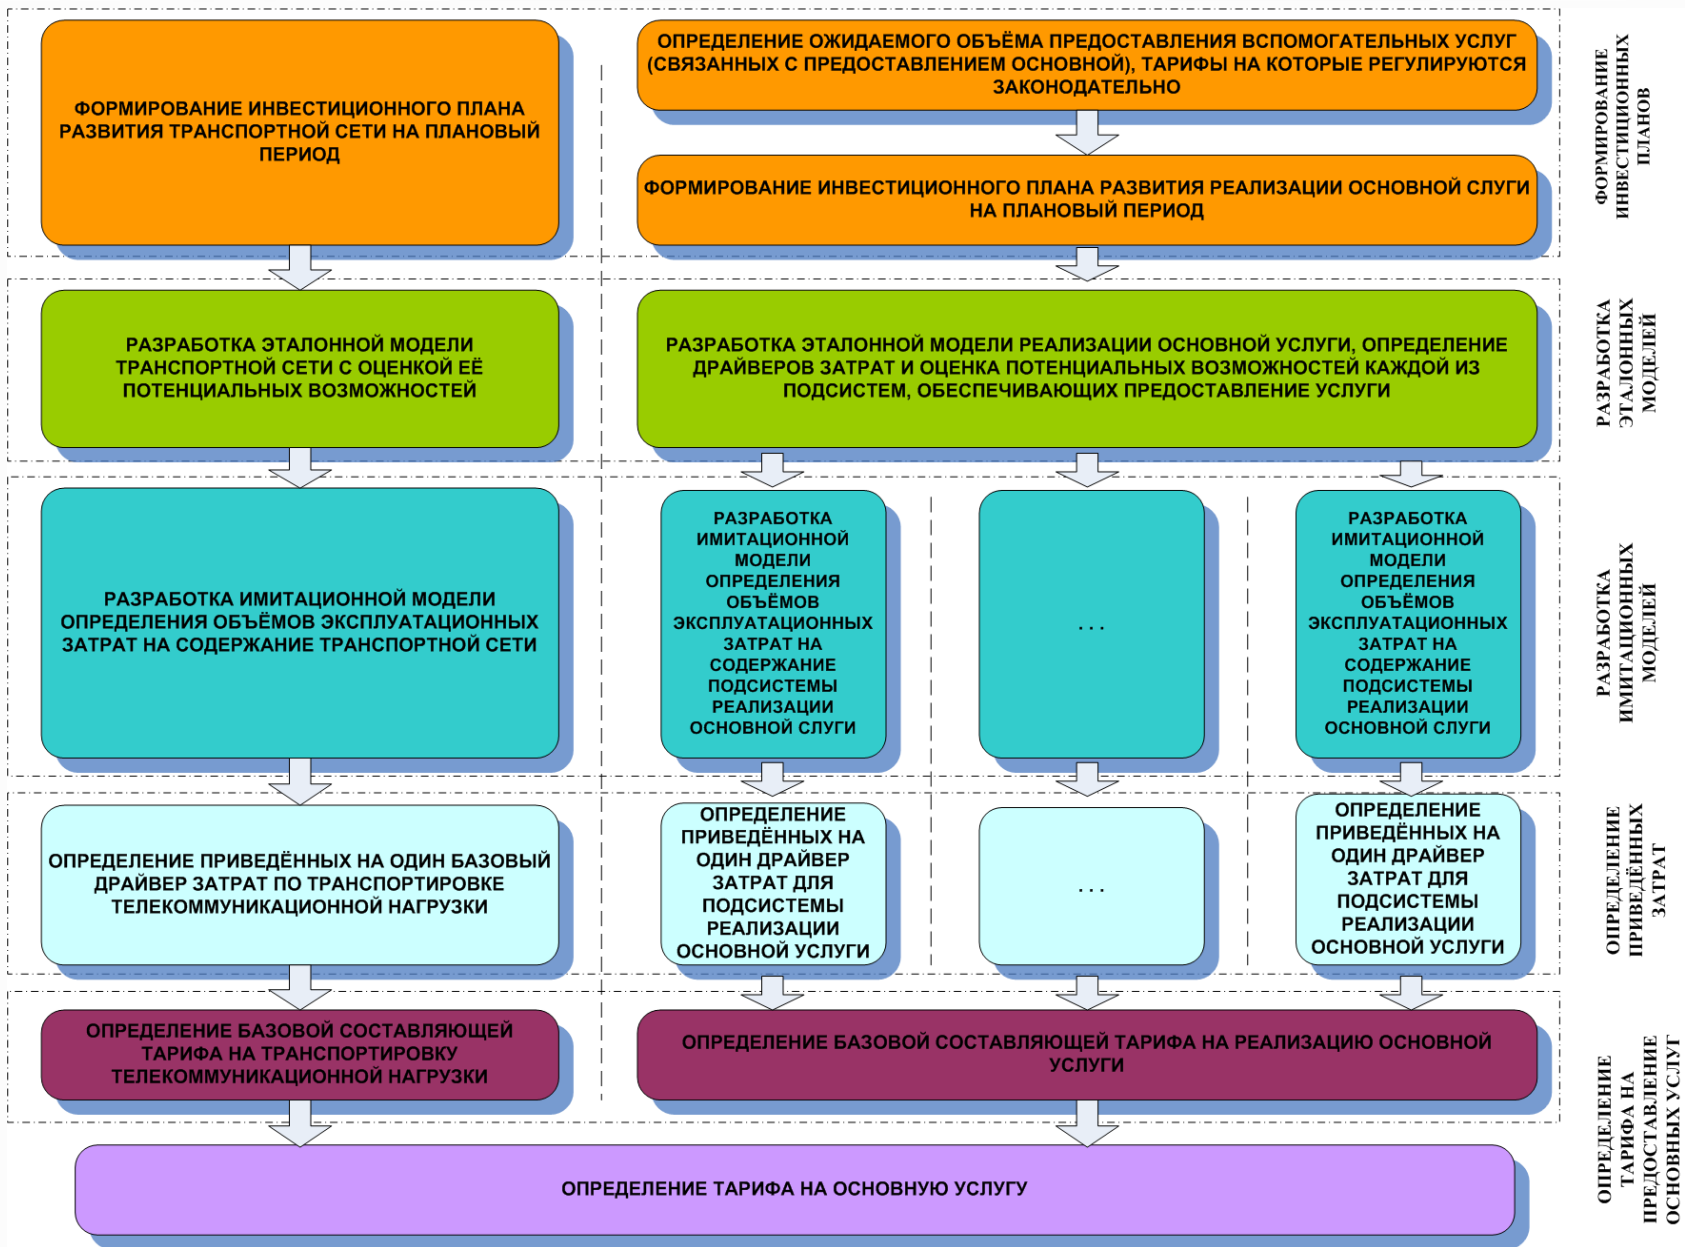 ФОРМИРОВАНИЕ ИНВЕСТИЦИОННОГО ПЛАНА
РАЗВИТИЯ ТРАНСПОРТНОЙ СЕТИ НА ПЛАНОВЫЙ
ПЕРИОД
ОПРЕДЕЛЕНИЕ ОЖИДАЕМОГО ОБЪЁМА ПРЕДОСТАВЛЕНИЯ ВСПОМОГАТЕЛЬНЫХ УСЛУГ
(СВЯЗАННЫХ С ПРЕДОСТАВЛЕНИЕМ ОСНОВНОЙ), ТАРИФЫ НА КОТОРЫЕ РЕГУЛИРУЮТСЯ
ЗАКОНОДАТЕЛЬНО
ФОРМИРОВАНИЕ ИНВЕСТИЦИОННОГО ПЛАНА РАЗВИТИЯ РЕАЛИЗАЦИИ ОСНОВНОЙ СЛУГИ
НА ПЛАНОВЫЙ ПЕРИОД
ФОРМИРОВАНИЕ
ИНВЕСТИЦИОННЫХ
ПЛАНОВ
РАЗРАБОТКА ЭТАЛОННОЙ МОДЕЛИ
ТРАНСПОРТНОЙ СЕТИ С ОЦЕНКОЙ ЕЁ
ПОТЕНЦИАЛЬНЫХ ВОЗМОЖНОСТЕЙ
РАЗРАБОТКА ЭТАЛОННОЙ МОДЕЛИ РЕАЛИЗАЦИИ ОСНОВНОЙ УСЛУГИ, ОПРЕДЕЛЕНИЕ
ДРАЙВЕРОВ ЗАТРАТ И ОЦЕНКА ПОТЕНЦИАЛЬНЫХ ВОЗМОЖНОСТЕЙ КАЖДОЙ ИЗ
ПОДСИСТЕМ, ОБЕСПЕЧИВАЮЩИХ ПРЕДОСТАВЛЕНИЕ УСЛУГИ
РАЗРАБОТКА
ЭТАЛОННЫХ
МОДЕЛЕЙ
РАЗРАБОТКА ИМИТАЦИОННОЙ МОДЕЛИ
ОПРЕДЕЛЕНИЯ ОБЪЁМОВ ЭКСПЛУАТАЦИОННЫХ
ЗАТРАТ НА СОДЕРЖАНИЕ ТРАНСПОРТНОЙ СЕТИ
РАЗРАБОТКА
ИМИТАЦИОННОЙ
МОДЕЛИ
ОПРЕДЕЛЕНИЯ
ОБЪЁМОВ
ЭКСПЛУАТАЦИОННЫХ
ЗАТРАТ НА
СОДЕРЖАНИЕ
ПОДСИСТЕМЫ
РЕАЛИЗАЦИИ
ОСНОВНОЙ СЛУГИ
. . .
РАЗРАБОТКА
ИМИТАЦИОННОЙ
МОДЕЛИ
ОПРЕДЕЛЕНИЯ
ОБЪЁМОВ
ЭКСПЛУАТАЦИОННЫХ
ЗАТРАТ НА
СОДЕРЖАНИЕ
ПОДСИСТЕМЫ
РЕАЛИЗАЦИИ
ОСНОВНОЙ СЛУГИ
РАЗРАБОТКА
ИМИТАЦИОННЫХ
МОДЕЛЕЙ
ОПРЕДЕЛЕНИЕ ПРИВЕДЁННЫХ НА ОДИН БАЗОВЫЙ
ДРАЙВЕР ЗАТРАТ ПО ТРАНСПОРТИРОВКЕ
ТЕЛЕКОММУНИКАЦИОННОЙ НАГРУЗКИ
ОПРЕДЕЛЕНИЕ
ПРИВЕДЁННЫХ НА
ОДИН ДРАЙВЕР
ЗАТРАТ ДЛЯ
ПОДСИСТЕМЫ
РЕАЛИЗАЦИИ
ОСНОВНОЙ УСЛУГИ
. . .
ОПРЕДЕЛЕНИЕ
ПРИВЕДЁННЫХ НА
ОДИН ДРАЙВЕР
ЗАТРАТ ДЛЯ
ПОДСИСТЕМЫ
РЕАЛИЗАЦИИ
ОСНОВНОЙ УСЛУГИ
ОПРЕДЕЛЕНИЕ
ПРИВЕДЁННЫХ
ЗАТРАТ
ОПРЕДЕЛЕНИЕ БАЗОВОЙ СОСТАВЛЯЮЩЕЙ
ТАРИФА НА ТРАНСПОРТИРОВКУ
ТЕЛЕКОММУНИКАЦИОННОЙ НАГРУЗКИ
ОПРЕДЕЛЕНИЕ БАЗОВОЙ СОСТАВЛЯЮЩЕЙ ТАРИФА НА РЕАЛИЗАЦИЮ ОСНОВНОЙ
УСЛУГИ
ОПРЕДЕЛЕНИЕ
ТАРИФА НА
ПРЕДОСТАВЛЕНИЕ
ОСНОВНЫХ УСЛУГ
ОПРЕДЕЛЕНИЕ ТАРИФА НА ОСНОВНУЮ УСЛУГУ